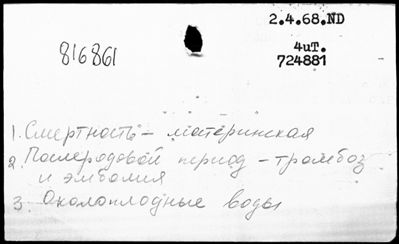 2.4.68.ND
816861
4uT.
724881
1. Смертность – материнская
2. Послеродовой период – тромбоз
и эмболия
3. Околоплодные воды